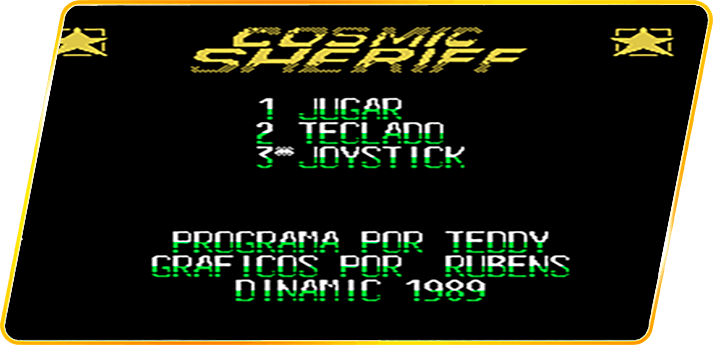 COSMIC
SHERIFF
1 JUGAR
2 TECLADO
3*JOYSTICK
PROGRAMA POR TEDDY
GRAFICOS POR RUBENS
DINAMIC 1989